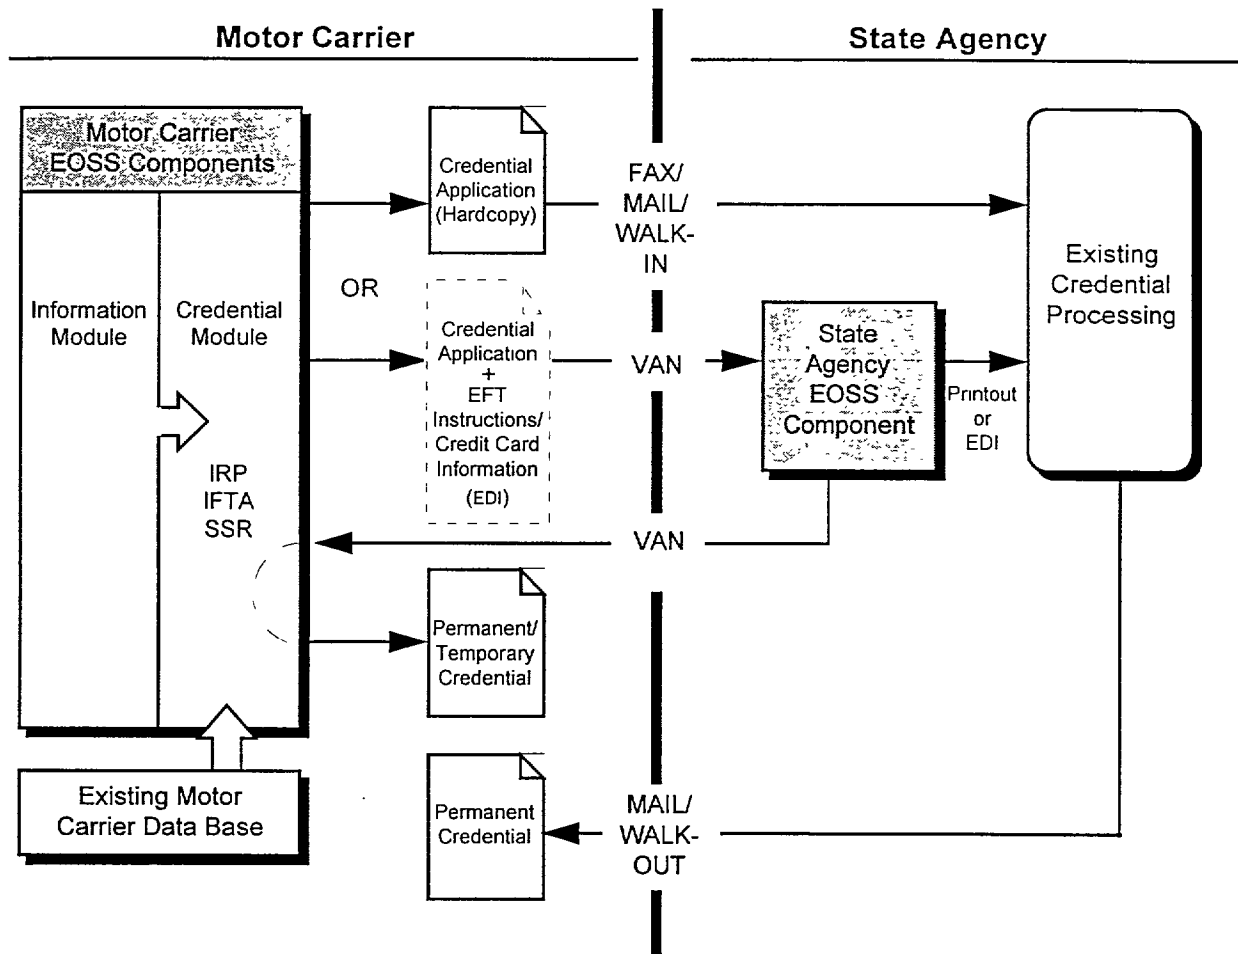 Motor Carrier
State Agency
Motor Carrier
EOSS Components
Information
Module
Credential
Module
IRP
IFTA
SSR
Existing Motor
Carrier Data Base
Credential
Application
(Hardcopy)
OR
Credential
Application
+
EFT
Instructions/
Credit Card
Information
(EDI)
Permanent/
Temporary
Credential
Permanent
Credential
FAX/
MAIL/
WALK-
IN
VAN
VAN
MAIL/
WALK-
OUT
State
Agency
EOSS
Component
Printout
or
EDI
Existing
Credential
Processing